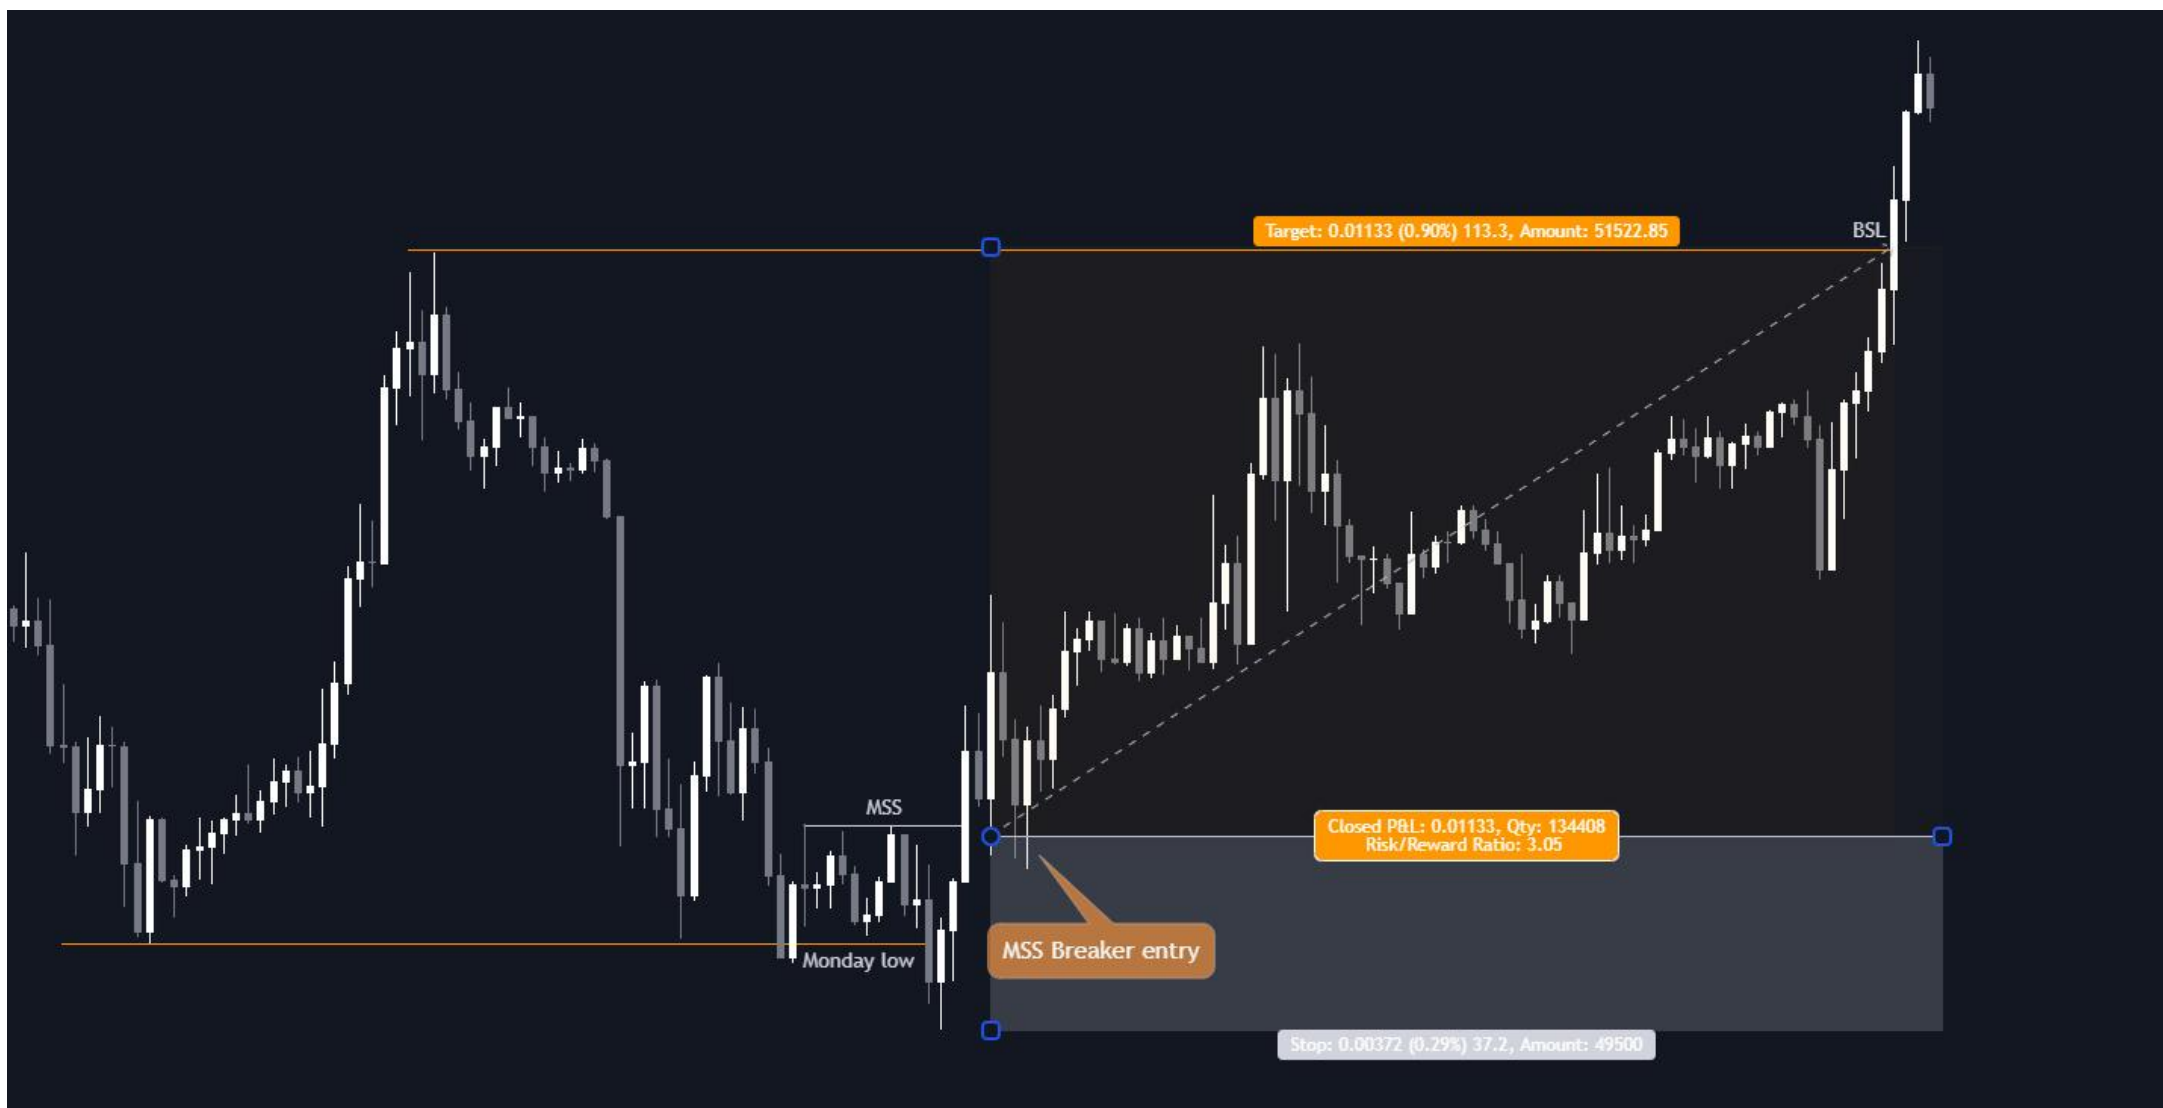 Target: 0.01133 (0.90%) 113.3, Amount: 51522.85
BSL
MSS
Closed P&L: 0.01133, Qty: 134408
Risk/Reward Ratio: 3.05
MSS Breaker entry
Monday low
Stop: 0.00372 (0.29%) 37.2, Amount: 49500